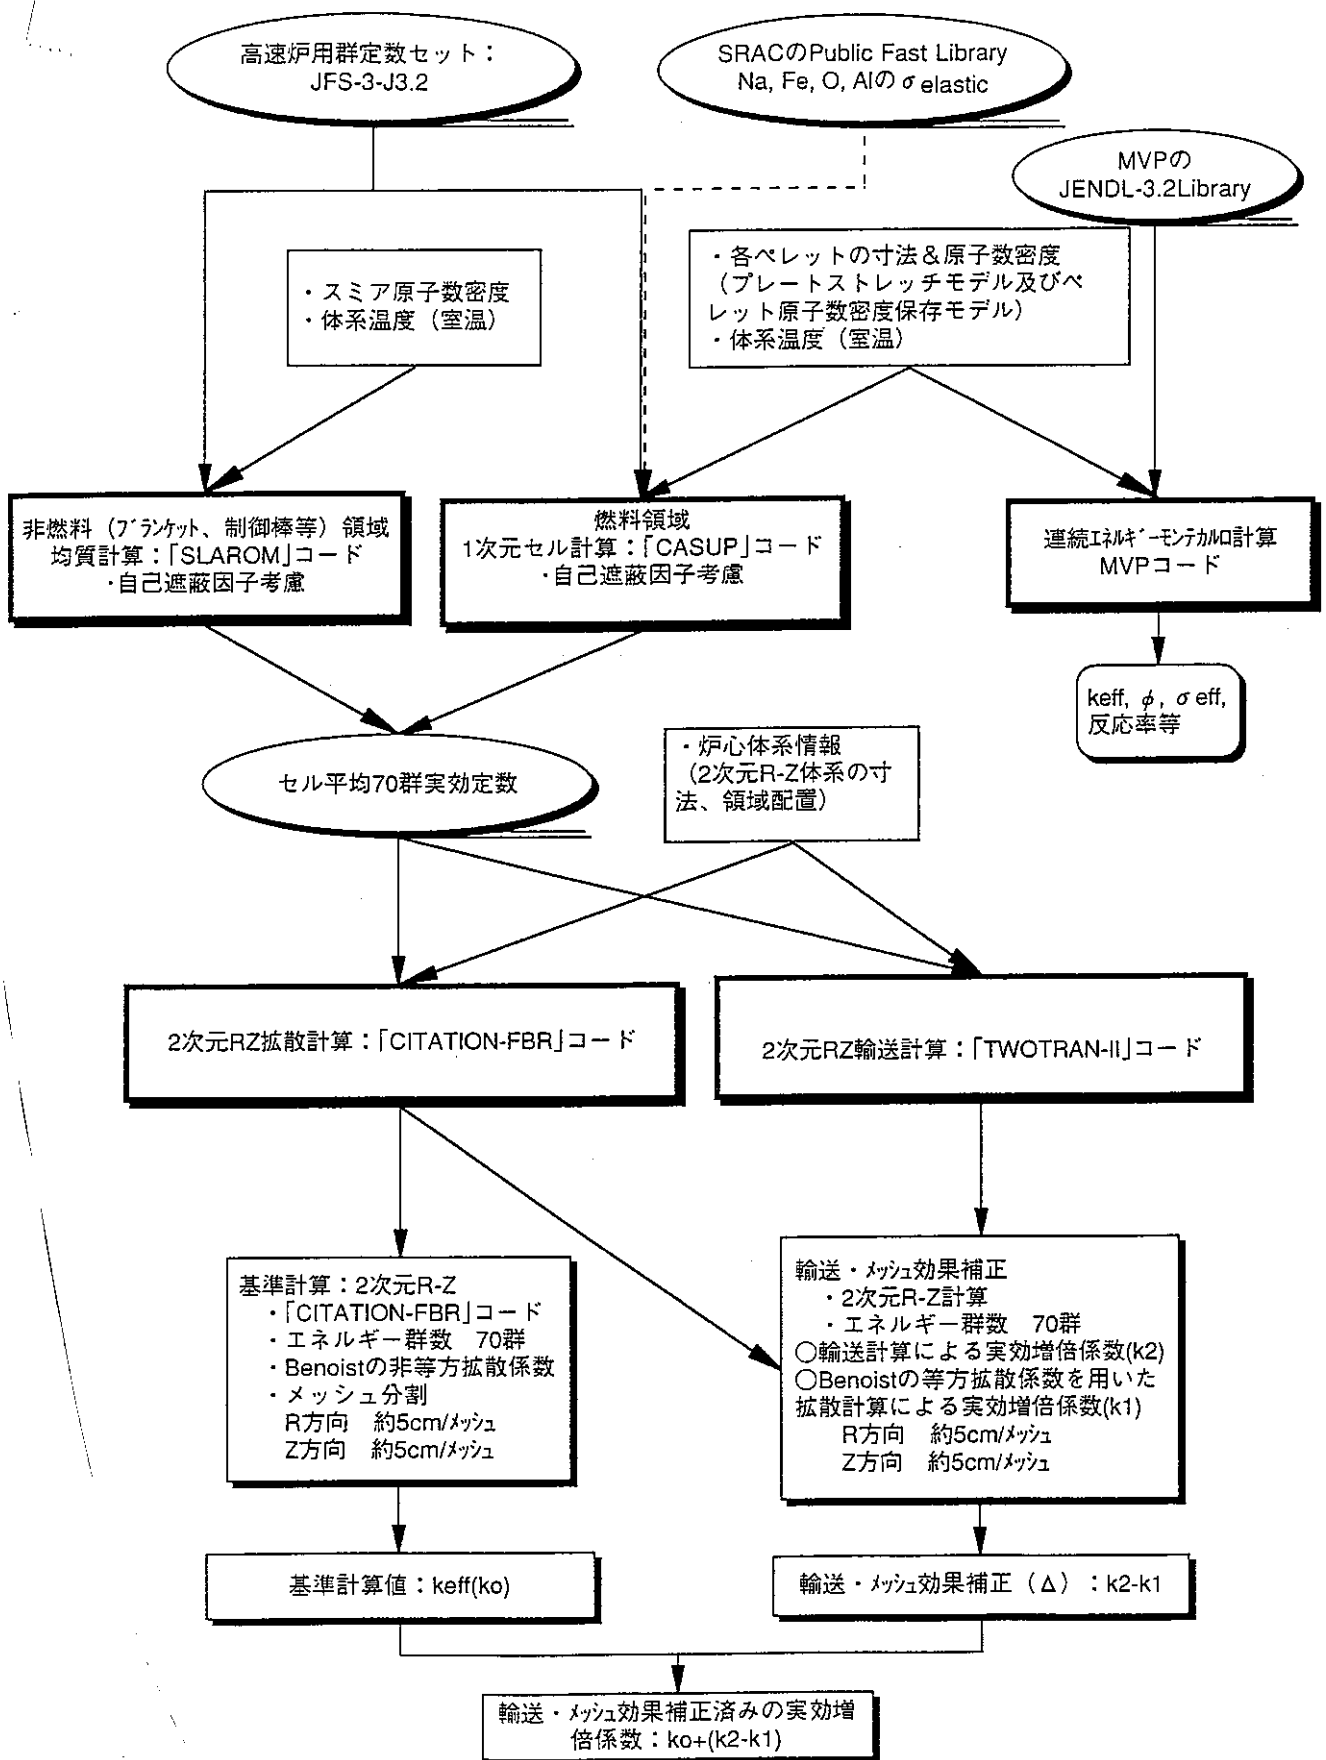 高速炉用群定数セット：
JFS-3-J3.2
SRACのPublic Fast Library
Na, Fe, O, Alのσelastic
MVPの
JENDL-3.2Library
・スミア原子数密度
・体系温度（室温）
・各ペレットの寸法＆原子数密度
（プレートストレッチモデル及びペ
レット原子数密度保存モデル）
・体系温度（室温）
非燃料（ﾌﾞﾗﾝｹｯﾄ、制御棒等）領域
均質計算：「SLAROM」コード
・自己遮蔽因子考慮
燃料領域
1次元セル計算：「CASUP」コード
・自己遮蔽因子考慮
連続ｴﾈﾙｷﾞｰﾓﾝﾃｶﾙﾛ計算
MVPコード
keff, φ, σeff,
反応率等
セル平均70群実効定数
・炉心体系情報
（2次元R-Z体系の寸
法、領域配置）
2次元RZ拡散計算：「CITATION-FBR」コード
2次元RZ輸送計算：「TWOTRAN-II」コード
基準計算：2次元R-Z
・「CITATION-FBR」コード
・エネルギー群数　70群
・Benoistの非等方拡散係数
・メッシュ分割
R方向　約5cm/ﾒｯｼｭ
Z方向　約5cm/ﾒｯｼｭ
輸送・ﾒｯｼｭ効果補正
・2次元R-Z計算
・エネルギー群数　70群
○輸送計算による実効増倍係数(k2)
○Benoistの等方拡散係数を用いた
拡散計算による実効増倍係数(k1)
R方向　約5cm/ﾒｯｼｭ
Z方向　約5cm/ﾒｯｼｭ
基準計算値：keff(ko)
輸送・ﾒｯｼｭ効果補正（Δ）：k2-k1
輸送・ﾒｯｼｭ効果補正済みの実効増
倍係数：ko+(k2-k1)